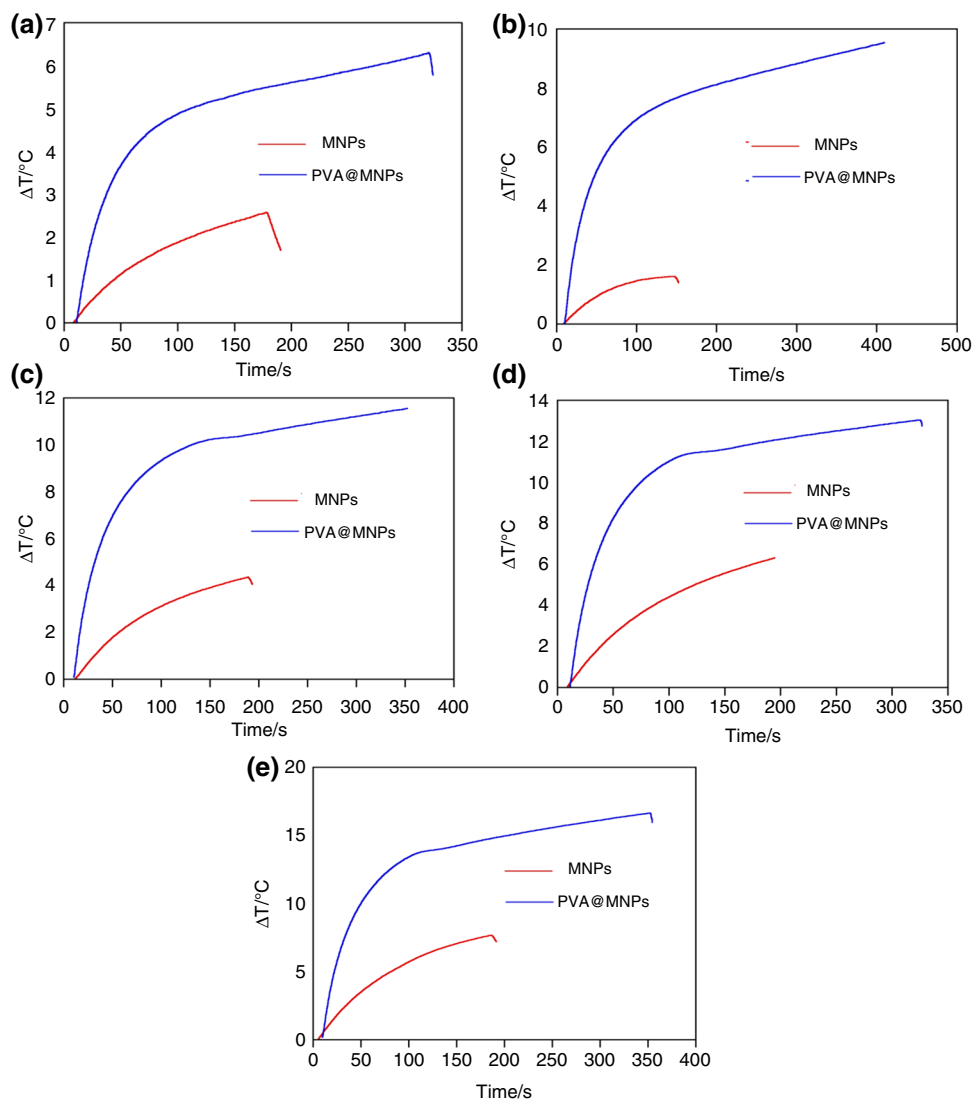 (a)
7
6
5
4
3
2
1
0
ΔT/°C
MNPs
PVA@MNPs
0 50 100 150 200 250 300 350
Time/s
(b)
10
8
6
4
2
0
ΔT/°C
MNPs
PVA@MNPs
0 100 200 300 400 500
Time/s
(c)
12
10
8
6
4
2
0
ΔT/°C
MNPs
PVA@MNPs
0 50 100 150 200 250 300 350 400
Time/s
(d)
14
12
10
8
6
4
2
0
ΔT/°C
MNPs
PVA@MNPs
0 50 100 150 200 250 300 350
Time/s
(e)
20
15
10
5
0
ΔT/°C
MNPs
PVA@MNPs
0 50 100 150 200 250 300 350 400
Time/s